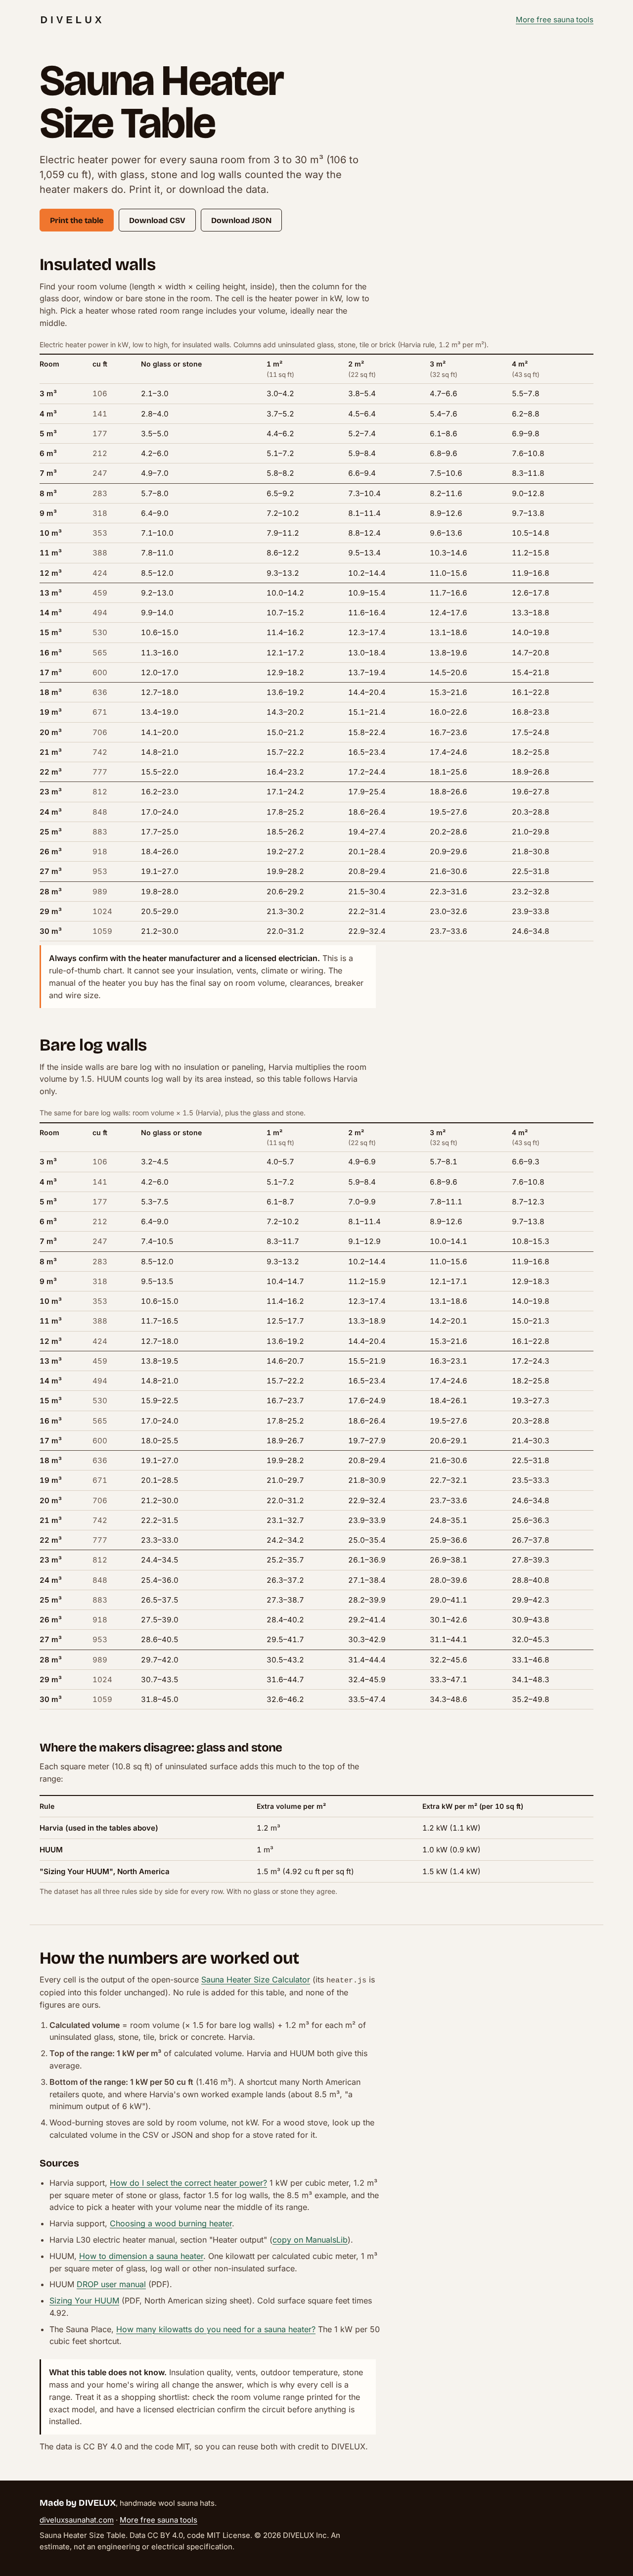 DIVELUX
More free sauna tools
Sauna Heater
Size Table
Electric heater power for every sauna room from 3 to 30 m³ (106 to
1,059 cu ft), with glass, stone and log walls counted the way the
heater makers do. Print it, or download the data.
Print the table Download CSV Download JSON
Insulated walls
Find your room volume (length × width × ceiling height, inside), then the column for the
glass door, window or bare stone in the room. The cell is the heater power in kW, low to
high. Pick a heater whose rated room range includes your volume, ideally near the
middle.
Electric heater power in kW, low to high, for insulated walls. Columns add uninsulated glass, stone, tile or brick (Harvia rule, 1.2 m³ per m²).
Room cu ft No glass or stone 1 m² 2 m² 3 m² 4 m²
(11 sq ft) (22 sq ft) (32 sq ft) (43 sq ft)
3 m³ 106 2.1–3.0 3.0–4.2 3.8–5.4 4.7–6.6 5.5–7.8
4 m³ 141 2.8–4.0 3.7–5.2 4.5–6.4 5.4–7.6 6.2–8.8
5 m³ 177 3.5–5.0 4.4–6.2 5.2–7.4 6.1–8.6 6.9–9.8
6 m³ 212 4.2–6.0 5.1–7.2 5.9–8.4 6.8–9.6 7.6–10.8
7 m³ 247 4.9–7.0 5.8–8.2 6.6–9.4 7.5–10.6 8.3–11.8
8 m³ 283 5.7–8.0 6.5–9.2 7.3–10.4 8.2–11.6 9.0–12.8
9 m³ 318 6.4–9.0 7.2–10.2 8.1–11.4 8.9–12.6 9.7–13.8
10 m³ 353 7.1–10.0 7.9–11.2 8.8–12.4 9.6–13.6 10.5–14.8
11 m³ 388 7.8–11.0 8.6–12.2 9.5–13.4 10.3–14.6 11.2–15.8
12 m³ 424 8.5–12.0 9.3–13.2 10.2–14.4 11.0–15.6 11.9–16.8
13 m³ 459 9.2–13.0 10.0–14.2 10.9–15.4 11.7–16.6 12.6–17.8
14 m³ 494 9.9–14.0 10.7–15.2 11.6–16.4 12.4–17.6 13.3–18.8
15 m³ 530 10.6–15.0 11.4–16.2 12.3–17.4 13.1–18.6 14.0–19.8
16 m³ 565 11.3–16.0 12.1–17.2 13.0–18.4 13.8–19.6 14.7–20.8
17 m³ 600 12.0–17.0 12.9–18.2 13.7–19.4 14.5–20.6 15.4–21.8
18 m³ 636 12.7–18.0 13.6–19.2 14.4–20.4 15.3–21.6 16.1–22.8
19 m³ 671 13.4–19.0 14.3–20.2 15.1–21.4 16.0–22.6 16.8–23.8
20 m³ 706 14.1–20.0 15.0–21.2 15.8–22.4 16.7–23.6 17.5–24.8
21 m³ 742 14.8–21.0 15.7–22.2 16.5–23.4 17.4–24.6 18.2–25.8
22 m³ 777 15.5–22.0 16.4–23.2 17.2–24.4 18.1–25.6 18.9–26.8
23 m³ 812 16.2–23.0 17.1–24.2 17.9–25.4 18.8–26.6 19.6–27.8
24 m³ 848 17.0–24.0 17.8–25.2 18.6–26.4 19.5–27.6 20.3–28.8
25 m³ 883 17.7–25.0 18.5–26.2 19.4–27.4 20.2–28.6 21.0–29.8
26 m³ 918 18.4–26.0 19.2–27.2 20.1–28.4 20.9–29.6 21.8–30.8
27 m³ 953 19.1–27.0 19.9–28.2 20.8–29.4 21.6–30.6 22.5–31.8
28 m³ 989 19.8–28.0 20.6–29.2 21.5–30.4 22.3–31.6 23.2–32.8
29 m³ 1024 20.5–29.0 21.3–30.2 22.2–31.4 23.0–32.6 23.9–33.8
30 m³ 1059 21.2–30.0 22.0–31.2 22.9–32.4 23.7–33.6 24.6–34.8
Always confirm with the heater manufacturer and a licensed electrician. This is a
rule-of-thumb chart. It cannot see your insulation, vents, climate or wiring. The
manual of the heater you buy has the final say on room volume, clearances, breaker
and wire size.
Bare log walls
If the inside walls are bare log with no insulation or paneling, Harvia multiplies the room
volume by 1.5. HUUM counts log wall by its area instead, so this table follows Harvia
only.
The same for bare log walls: room volume × 1.5 (Harvia), plus the glass and stone.
Room cu ft No glass or stone 1 m² 2 m² 3 m² 4 m²
(11 sq ft) (22 sq ft) (32 sq ft) (43 sq ft)
3 m³ 106 3.2–4.5 4.0–5.7 4.9–6.9 5.7–8.1 6.6–9.3
4 m³ 141 4.2–6.0 5.1–7.2 5.9–8.4 6.8–9.6 7.6–10.8
5 m³ 177 5.3–7.5 6.1–8.7 7.0–9.9 7.8–11.1 8.7–12.3
6 m³ 212 6.4–9.0 7.2–10.2 8.1–11.4 8.9–12.6 9.7–13.8
7 m³ 247 7.4–10.5 8.3–11.7 9.1–12.9 10.0–14.1 10.8–15.3
8 m³ 283 8.5–12.0 9.3–13.2 10.2–14.4 11.0–15.6 11.9–16.8
9 m³ 318 9.5–13.5 10.4–14.7 11.2–15.9 12.1–17.1 12.9–18.3
10 m³ 353 10.6–15.0 11.4–16.2 12.3–17.4 13.1–18.6 14.0–19.8
11 m³ 388 11.7–16.5 12.5–17.7 13.3–18.9 14.2–20.1 15.0–21.3
12 m³ 424 12.7–18.0 13.6–19.2 14.4–20.4 15.3–21.6 16.1–22.8
13 m³ 459 13.8–19.5 14.6–20.7 15.5–21.9 16.3–23.1 17.2–24.3
14 m³ 494 14.8–21.0 15.7–22.2 16.5–23.4 17.4–24.6 18.2–25.8
15 m³ 530 15.9–22.5 16.7–23.7 17.6–24.9 18.4–26.1 19.3–27.3
16 m³ 565 17.0–24.0 17.8–25.2 18.6–26.4 19.5–27.6 20.3–28.8
17 m³ 600 18.0–25.5 18.9–26.7 19.7–27.9 20.6–29.1 21.4–30.3
18 m³ 636 19.1–27.0 19.9–28.2 20.8–29.4 21.6–30.6 22.5–31.8
19 m³ 671 20.1–28.5 21.0–29.7 21.8–30.9 22.7–32.1 23.5–33.3
20 m³ 706 21.2–30.0 22.0–31.2 22.9–32.4 23.7–33.6 24.6–34.8
21 m³ 742 22.2–31.5 23.1–32.7 23.9–33.9 24.8–35.1 25.6–36.3
22 m³ 777 23.3–33.0 24.2–34.2 25.0–35.4 25.9–36.6 26.7–37.8
23 m³ 812 24.4–34.5 25.2–35.7 26.1–36.9 26.9–38.1 27.8–39.3
24 m³ 848 25.4–36.0 26.3–37.2 27.1–38.4 28.0–39.6 28.8–40.8
25 m³ 883 26.5–37.5 27.3–38.7 28.2–39.9 29.0–41.1 29.9–42.3
26 m³ 918 27.5–39.0 28.4–40.2 29.2–41.4 30.1–42.6 30.9–43.8
27 m³ 953 28.6–40.5 29.5–41.7 30.3–42.9 31.1–44.1 32.0–45.3
28 m³ 989 29.7–42.0 30.5–43.2 31.4–44.4 32.2–45.6 33.1–46.8
29 m³ 1024 30.7–43.5 31.6–44.7 32.4–45.9 33.3–47.1 34.1–48.3
30 m³ 1059 31.8–45.0 32.6–46.2 33.5–47.4 34.3–48.6 35.2–49.8
Where the makers disagree: glass and stone
Each square meter (10.8 sq ft) of uninsulated surface adds this much to the top of the
range:
Rule Extra volume per m² Extra kW per m² (per 10 sq ft)
Harvia (used in the tables above) 1.2 m³ 1.2 kW (1.1 kW)
HUUM 1 m³ 1.0 kW (0.9 kW)
"Sizing Your HUUM", North America 1.5 m³ (4.92 cu ft per sq ft) 1.5 kW (1.4 kW)
The dataset has all three rules side by side for every row. With no glass or stone they agree.
How the numbers are worked out
Every cell is the output of the open-source Sauna Heater Size Calculator (its heater.js is
copied into this folder unchanged). No rule is added for this table, and none of the
figures are ours.
1. Calculated volume = room volume (× 1.5 for bare log walls) + 1.2 m³ for each m² of
uninsulated glass, stone, tile, brick or concrete. Harvia.
2. Top of the range: 1 kW per m³ of calculated volume. Harvia and HUUM both give this
average.
3. Bottom of the range: 1 kW per 50 cu ft (1.416 m³). A shortcut many North American
retailers quote, and where Harvia's own worked example lands (about 8.5 m³, "a
minimum output of 6 kW").
4. Wood-burning stoves are sold by room volume, not kW. For a wood stove, look up the
calculated volume in the CSV or JSON and shop for a stove rated for it.
Sources
• Harvia support, How do I select the correct heater power? 1 kW per cubic meter, 1.2 m³
per square meter of stone or glass, factor 1.5 for log walls, the 8.5 m³ example, and the
advice to pick a heater with your volume near the middle of its range.
• Harvia support, Choosing a wood burning heater.
• Harvia L30 electric heater manual, section "Heater output" (copy on ManualsLib).
• HUUM, How to dimension a sauna heater. One kilowatt per calculated cubic meter, 1 m³
per square meter of glass, log wall or other non-insulated surface.
• HUUM DROP user manual (PDF).
• Sizing Your HUUM (PDF, North American sizing sheet). Cold surface square feet times
4.92.
• The Sauna Place, How many kilowatts do you need for a sauna heater? The 1 kW per 50
cubic feet shortcut.
What this table does not know. Insulation quality, vents, outdoor temperature, stone
mass and your home's wiring all change the answer, which is why every cell is a
range. Treat it as a shopping shortlist: check the room volume range printed for the
exact model, and have a licensed electrician confirm the circuit before anything is
installed.
The data is CC BY 4.0 and the code MIT, so you can reuse both with credit to DIVELUX.
Made by DIVELUX, handmade wool sauna hats.
diveluxsaunahat.com · More free sauna tools
Sauna Heater Size Table. Data CC BY 4.0, code MIT License. © 2026 DIVELUX Inc. An
estimate, not an engineering or electrical specification.